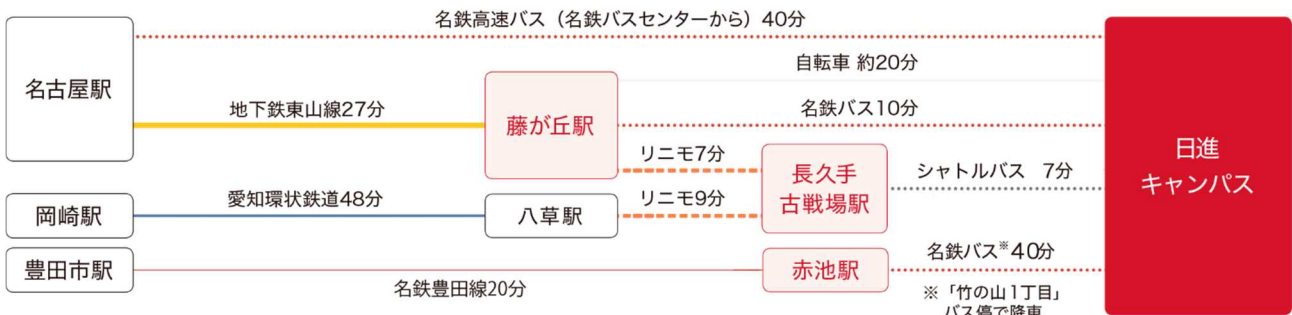 名鉄高速バス（名鉄バスセンターから）40分
名古屋駅
自転車 約20分
地下鉄東山線27分
藤が丘駅
名鉄バス10分
リニモ7分
長久手
古戦場駅
シャトルバス 7分
日進
キャンパス
岡崎駅
愛知環状鉄道48分
八草駅
リニモ9分
豊田市駅
名鉄豊田線20分
赤池駅
名鉄バス※40分
※「竹の山1丁目」
バス停で降車